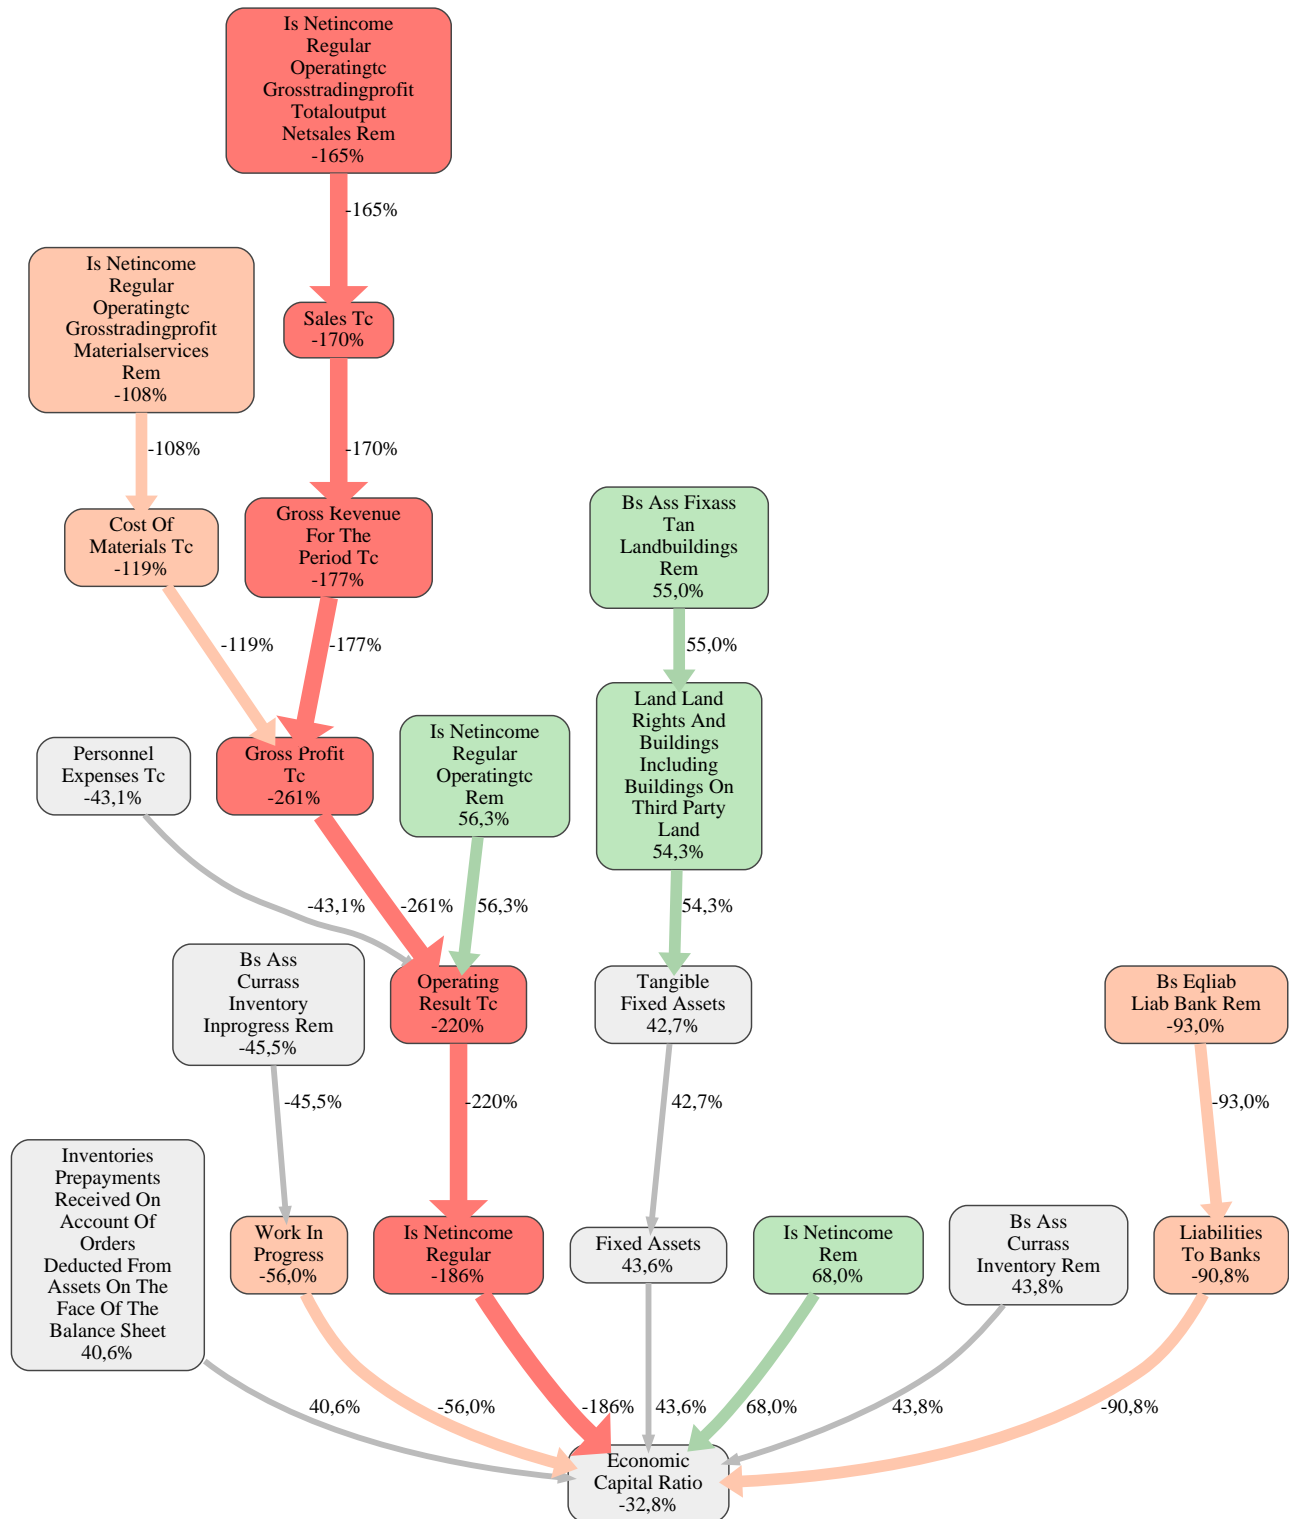 Is Netincome
Regular
Operatingtc
Grosstradingprofit
Totaloutput
Netsales Rem
-165%
-165%
Is Netincome
Regular
Operatingtc
Grosstradingprofit
Materialservices
Rem
-108%
Sales Tc
-170%
-108%
-170%
Cost Of
Materials Tc
-119%
Gross Revenue
For The
Period Tc
-177%
Bs Ass Fixass
Tan
Landbuildings
Rem
55,0%
-119%
-177%
55,0%
Personnel
Expenses Tc
-43,1%
Gross Profit
Tc
-261%
Is Netincome
Regular
Operatingtc
Rem
56,3%
Land Land
Rights And
Buildings
Including
Buildings On
Third Party
Land
54,3%
-43,1%
-261%
56,3%
54,3%
Bs Ass
Currass
Inventory
Inprogress Rem
-45,5%
Operating
Result Tc
-220%
Tangible
Fixed Assets
42,7%
Bs Eqliab
Liab Bank Rem
-93,0%
-45,5%
-220%
42,7%
-93,0%
Inventories
Prepayments
Received On
Account Of
Orders
Deducted From
Assets On The
Face Of The
Balance Sheet
40,6%
Work In
Progress
-56,0%
Is Netincome
Regular
-186%
Fixed Assets
43,6%
Is Netincome
Rem
68,0%
Bs Ass
Currass
Inventory Rem
43,8%
Liabilities
To Banks
-90,8%
40,6%
-56,0%
-186%
43,6%
68,0%
43,8%
-90,8%
Economic
Capital Ratio
-32,8%